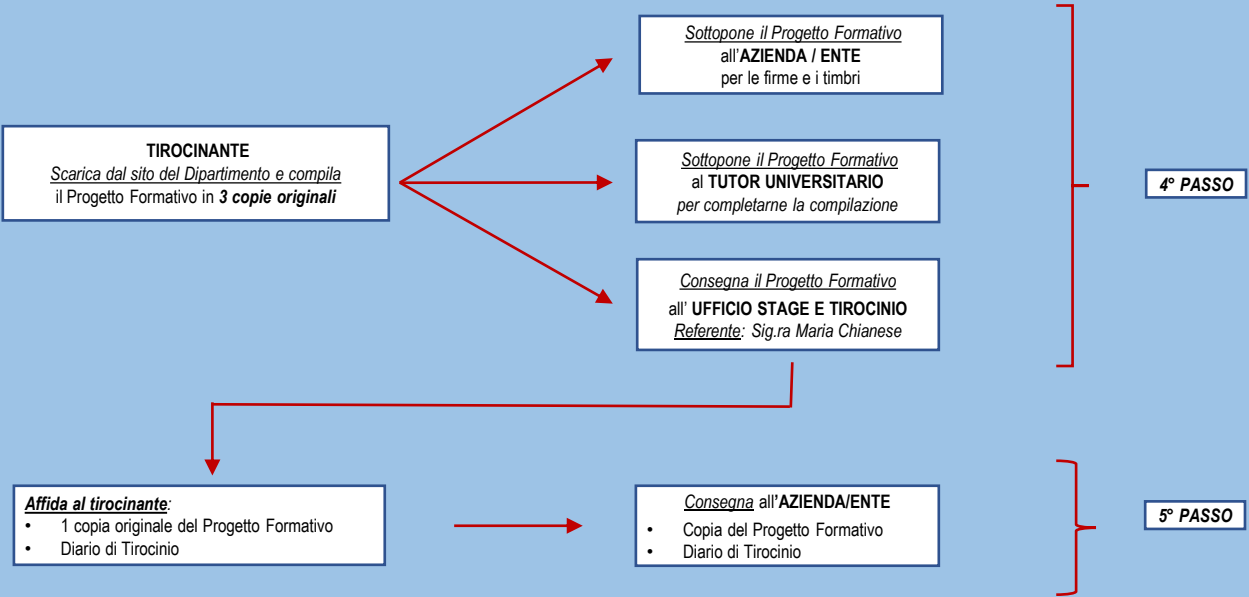 Sottopone il Progetto Formativo
all'AZIENDA / ENTE
per le firme e i timbri
TIROCINANTE
Scarica dal sito del Dipartimento e compila
il Progetto Formativo in 3 copie originali
Sottopone il Progetto Formativo
al TUTOR UNIVERSITARIO
per completarne la compilazione
4° PASSO
Consegna il Progetto Formativo
all' UFFICIO STAGE E TIROCINIO
Referente: Sig.ra Maria Chianese
Affida al tirocinante:
• 1 copia originale del Progetto Formativo
• Diario di Tirocinio
Consegna all'AZIENDA/ENTE
• Copia del Progetto Formativo
• Diario di Tirocinio
5° PASSO